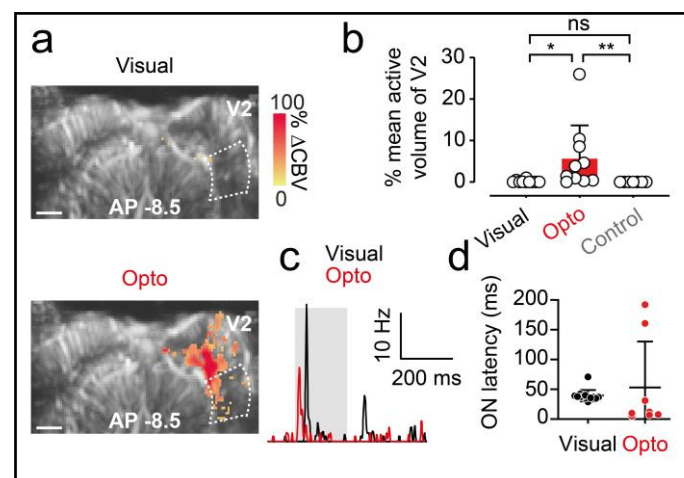 a
Visual
V2
AP -8.5
100
% ΔCBV
0
Opto
V2
AP -8.5
b
ns
*
**
% mean active
volume of V2
30
20
10
0
Visual
Opto
Control
c
Visual
Opto
10 Hz
200 ms
d
ON latency (ms)
200
150
100
50
0
Visual
Opto